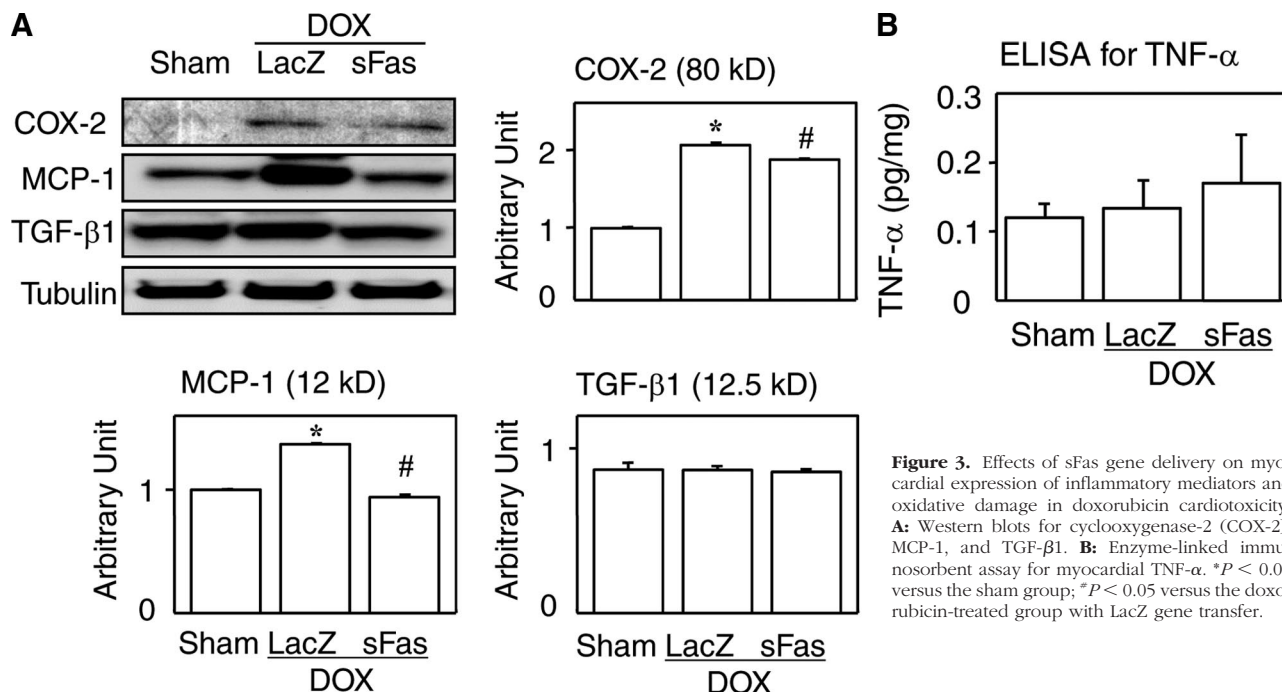 A
DOX
Sham LacZ sFas
COX-2
MCP-1
TGF-β1
Tubulin
COX-2 (80 kD)
Arbitrary Unit
2
1
0
*
#
B
ELISA for TNF-α
TNF-α (pg/mg)
0.3
0.2
0.1
0
Sham LacZ sFas
DOX
MCP-1 (12 kD)
Arbitrary Unit
1
0
*
#
Sham LacZ sFas
DOX
TGF-β1 (12.5 kD)
Arbitrary Unit
1
0
Sham LacZ sFas
DOX
Figure 3. Effects of sFas gene delivery on myo
cardial expression of inflammatory mediators an
oxidative damage in doxorubicin cardiotoxicity
A: Western blots for cyclooxygenase-2 (COX-2)
MCP-1, and TGF-β1. B: Enzyme-linked immu
nosorbent assay for myocardial TNF-α. *P < 0.0
versus the sham group; #P < 0.05 versus the doxo
rubicin-treated group with LacZ gene transfer.